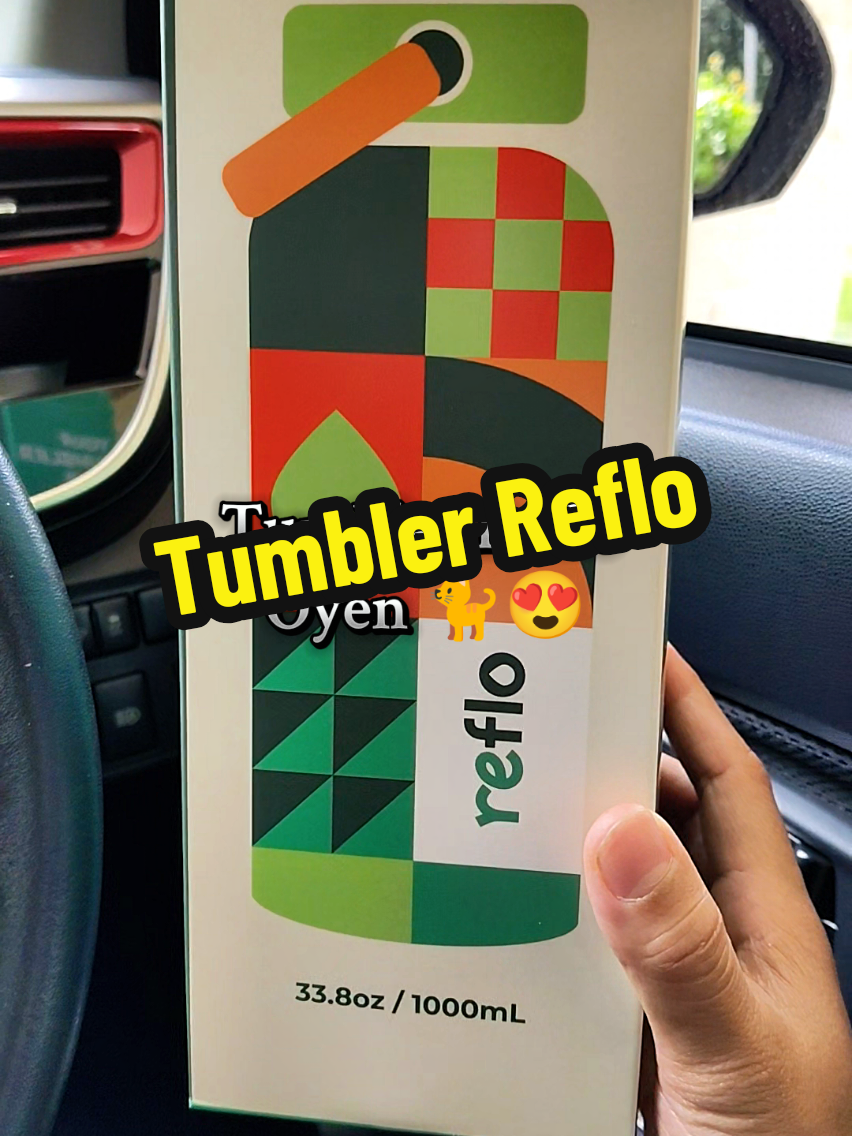 Tumbler Reflo
Oyen 🐈😍
reflo
33.8oz / 1000mL